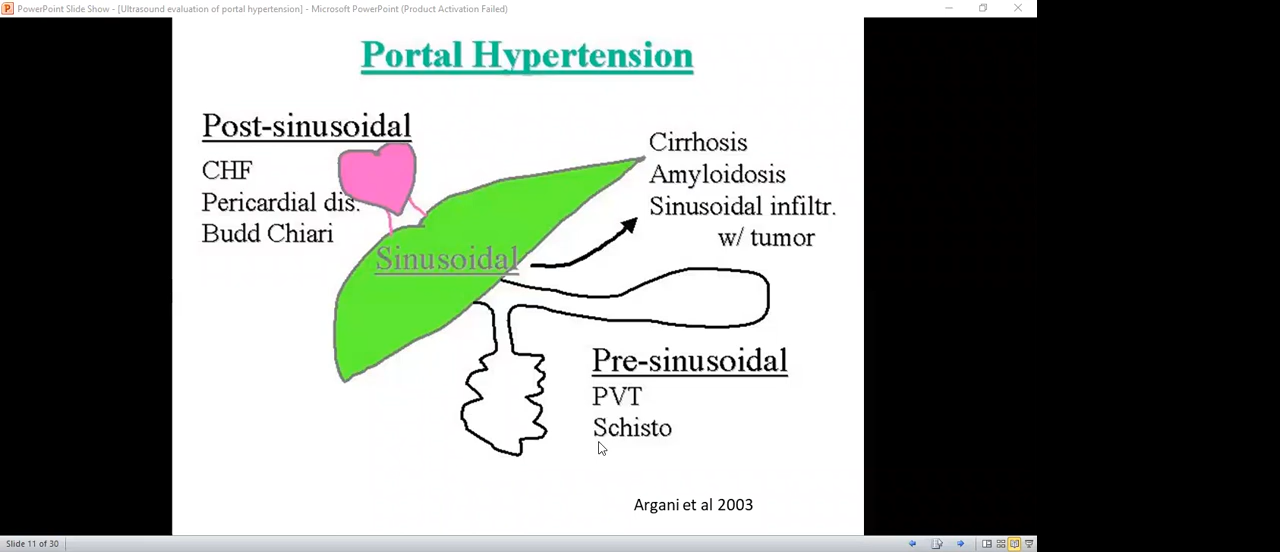 PowerPoint Slide Show - [Ultrasound evaluation of portal hypertension] - Microsoft PowerPoint (Product Activation Failed)
Portal Hypertension
Post-sinusoidal
CHF
Pericardial dis.
Budd Chiari
Cirrhosis
Amyloidosis
Sinusoidal infiltr.
w/ tumor
Sinusoidal
Pre-sinusoidal
PVT
Schisto
Argani et al 2003
Slide 11 of 30